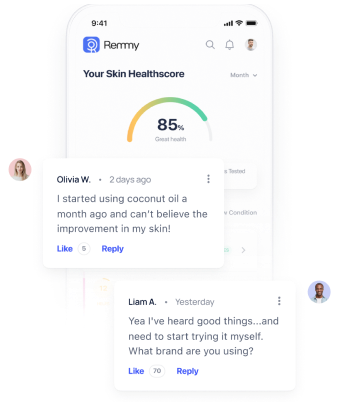 9:41
Remmy
Your Skin Healthscore
Month
85%
Great health
Tested
Olivia W. • 2 days ago
I started using coconut oil a
month ago and can't believe the
improvement in my skin!
Like 5 Reply
Condition
Liam A. • Yesterday
Yea I've heard good things...and
need to start trying it myself.
What brand are you using?
Like 70 Reply